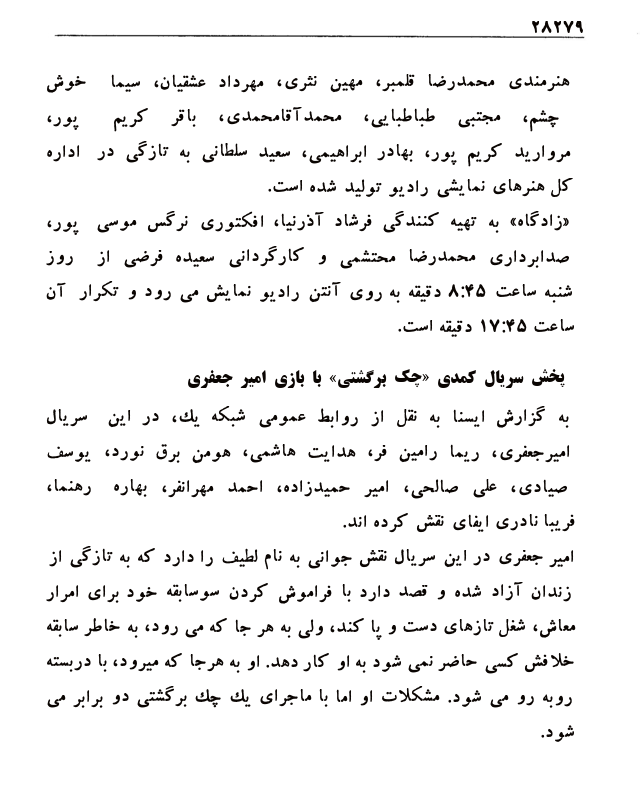 ۲۸۲۷۹
هنرمندی محمدرضا قلمبر، مهین نثری، مهرداد عشقیان، سیما خوش
چشم، مجتبی طباطبایی، محمدآقامحمدی، باقر کریم پور،
مروارید کریم پور، بهادر ابراهیمی، سعید سلطانی به تازگی در اداره
کل هنرهای نمایشی رادیو تولید شده است.
«زادگاه» به تهیه کنندگی فرشاد آذرنیا، افکتوری نرگس موسی پور،
صدابرداری محمدرضا محتشمی و کارگردانی سعیده فرضی از روز
شنبه ساعت ۸:۴۵ دقیقه به روی آنتن رادیو نمایش می رود و تکرار آن
ساعت ۱۷:۴۵ دقیقه است.
پخش سریال کمدی «چک برگشتی» با بازی امیر جعفری
به گزارش ایسنا به نقل از روابط عمومی شبکه یك، در این سریال
امیرجعفری، ریما رامین فر، هدایت هاشمی، هومن برق نورد، یوسف
صیادی، علی صالحی، امیر حمیدزاده، احمد مهرانفر، بهاره رهنما،
فریبا نادری ایفای نقش کرده اند.
امیر جعفری در این سریال نقش جوانی به نام لطیف را دارد که به تازگی از
زندان آزاد شده و قصد دارد با فراموش کردن سوسابقه خود برای امرار
معاش، شغل تازهای دست و پا کند، ولی به هر جا که می رود، به خاطر سابقه
خلافش کسی حاضر نمی شود به او کار دهد. او به هرجا که میرود، با دربسته
روبه رو می شود. مشکلات او اما با ماجرای یك چك برگشتی دو برابر می
شود.